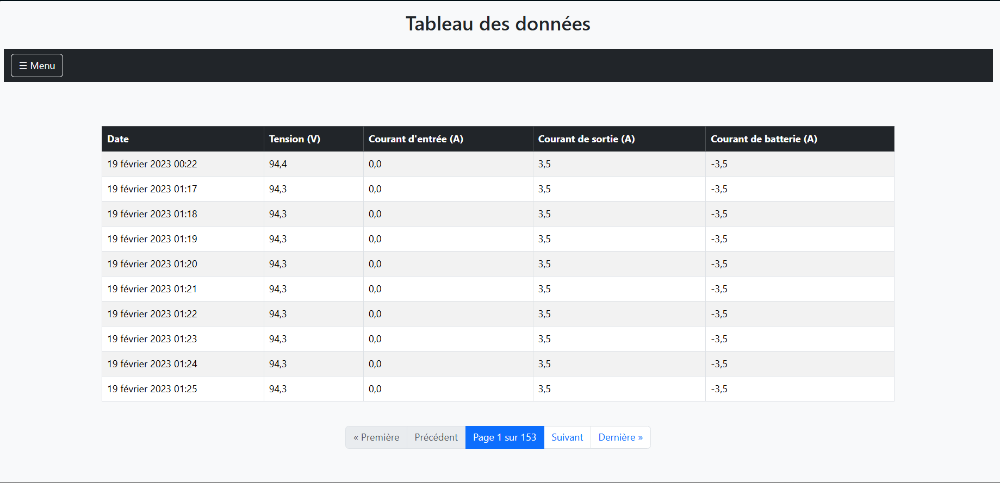 Tableau des données
☰ Menu
Date Tension (V) Courant d'entrée (A) Courant de sortie (A) Courant de batterie (A)
19 février 2023 00:22 94,4 0,0 3,5 -3,5
19 février 2023 01:17 94,3 0,0 3,5 -3,5
19 février 2023 01:18 94,3 0,0 3,5 -3,5
19 février 2023 01:19 94,3 0,0 3,5 -3,5
19 février 2023 01:20 94,3 0,0 3,5 -3,5
19 février 2023 01:21 94,3 0,0 3,5 -3,5
19 février 2023 01:22 94,3 0,0 3,5 -3,5
19 février 2023 01:23 94,3 0,0 3,5 -3,5
19 février 2023 01:24 94,3 0,0 3,5 -3,5
19 février 2023 01:25 94,3 0,0 3,5 -3,5
« Première Précédent Page 1 sur 153 Suivant Dernière »